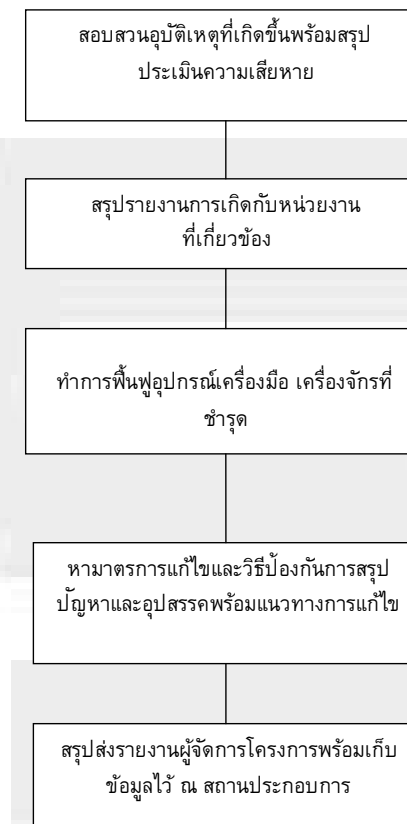 สอบสวนอุบัติเหตุที่เกิดขึ้นพร้อมสรุป
ประเมินความเสียหาย
สรุปรายงานการเกิดกับหน่วยงาน
ที่เกี่ยวข้อง
ทำการฟื้นฟูอุปกรณ์เครื่องมือ เครื่องจักรที่
ชำรุด
หามาตรการแก้ไขและวิธีป้องกันการสรุป
ปัญหาและอุปสรรคพร้อมแนวทางการแก้ไข
สรุปส่งรายงานผู้จัดการโครงการพร้อมเก็บ
ข้อมูลไว้ ณ สถานประกอบการ